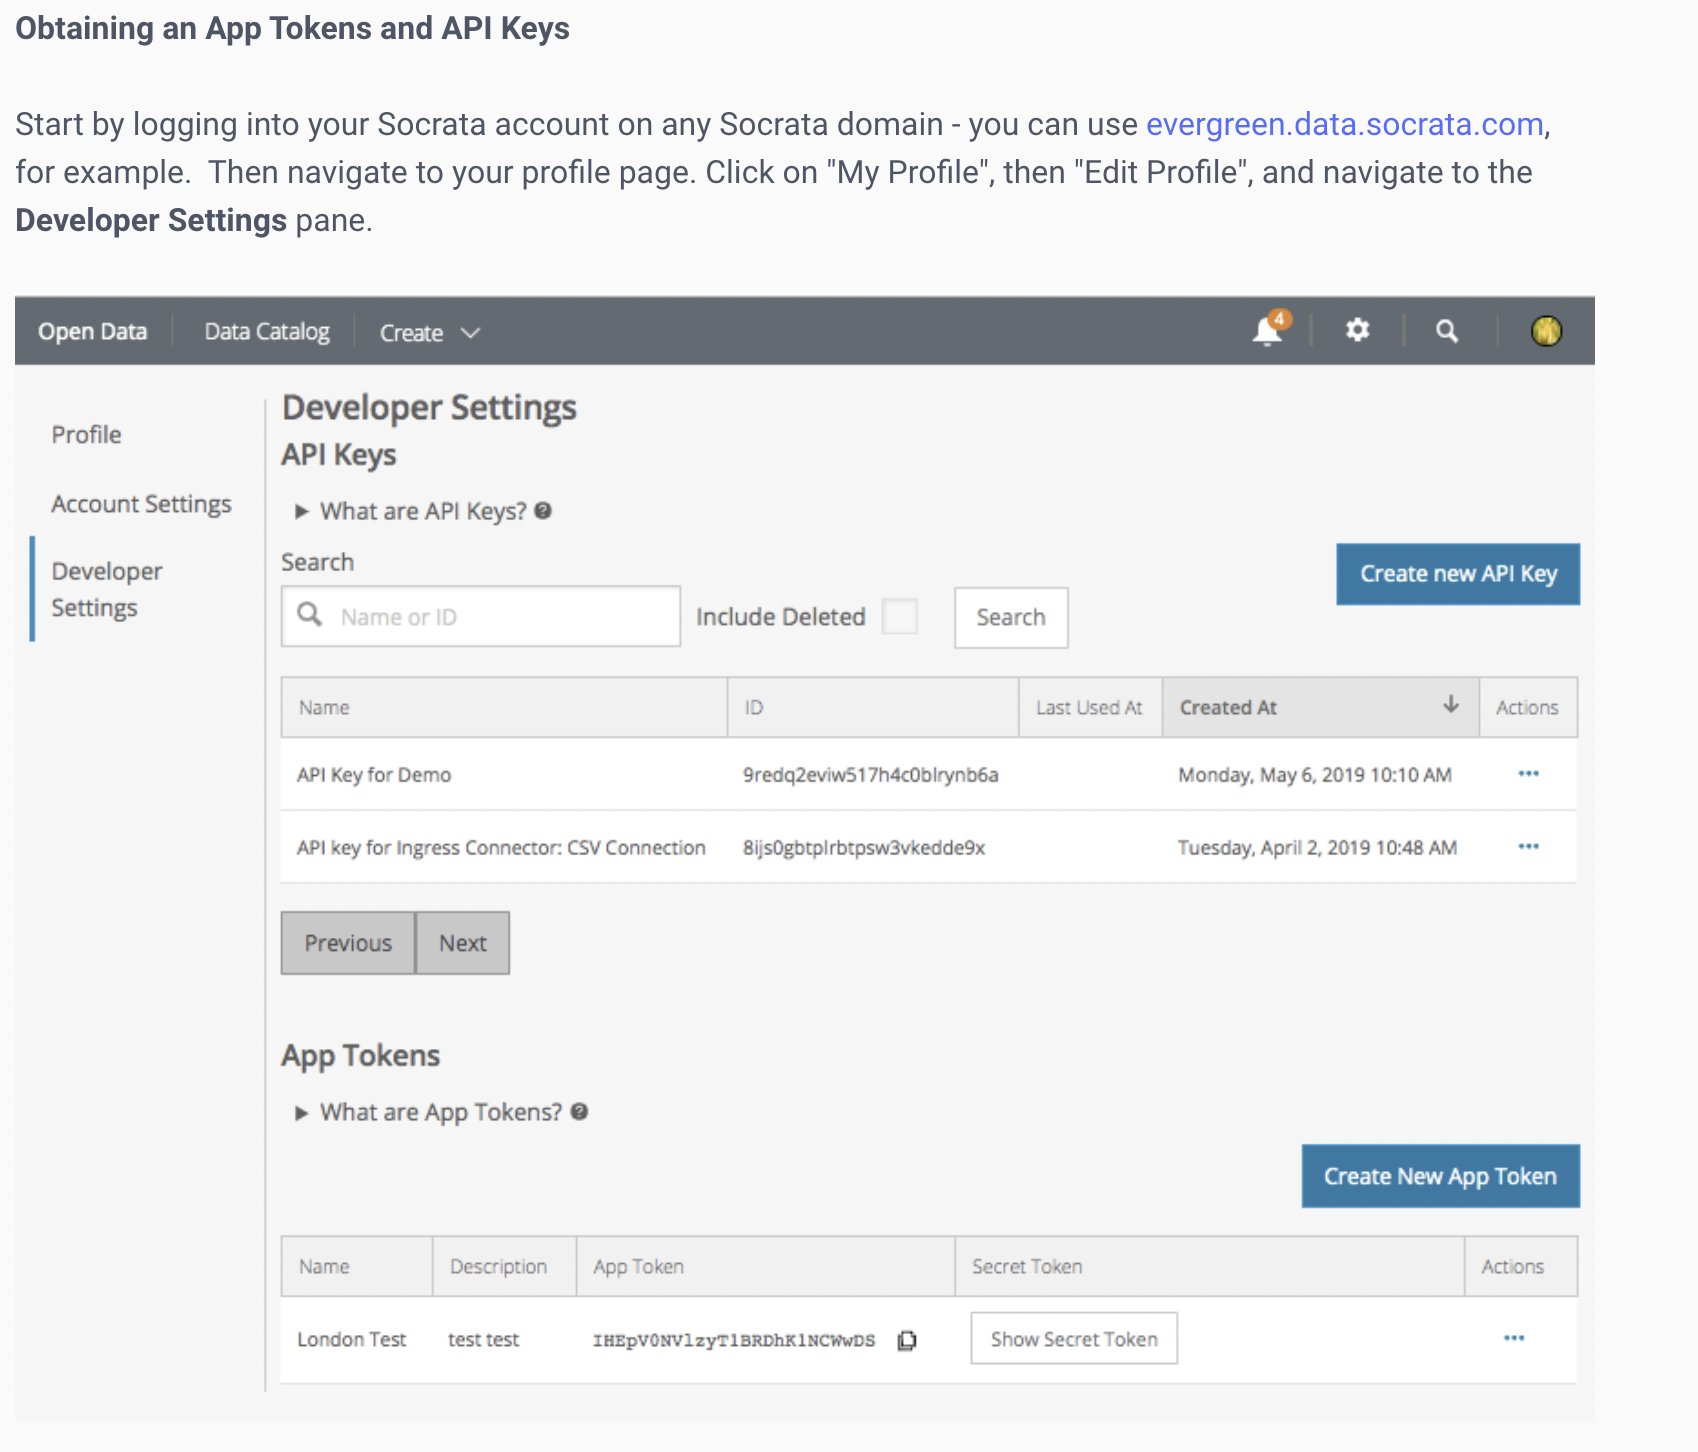 Obtaining an App Tokens and API Keys
Start by logging into your Socrata account on any Socrata domain - you can use evergreen.data.socrata.com,
for example.  Then navigate to your profile page. Click on "My Profile", then "Edit Profile", and navigate to the
Developer Settings pane.
Open Data Data Catalog Create 4
Profile
Account Settings
Developer
Settings
Developer Settings
API Keys
What are API Keys?
Search
Create new API Key
Name or ID Include Deleted Search
Name ID Last Used At Created At Actions
API Key for Demo 9redq2eviw517h4c0blrynb6a Monday, May 6, 2019 10:10 AM
API key for Ingress Connector: CSV Connection 8ijs0gbtplrbtpsw3vkedde9x Tuesday, April 2, 2019 10:48 AM
Previous Next
App Tokens
What are App Tokens?
Create New App Token
Name Description App Token Secret Token Actions
London Test test test IHEpV0NVlzyT1BRDhK1NCWwDS Show Secret Token